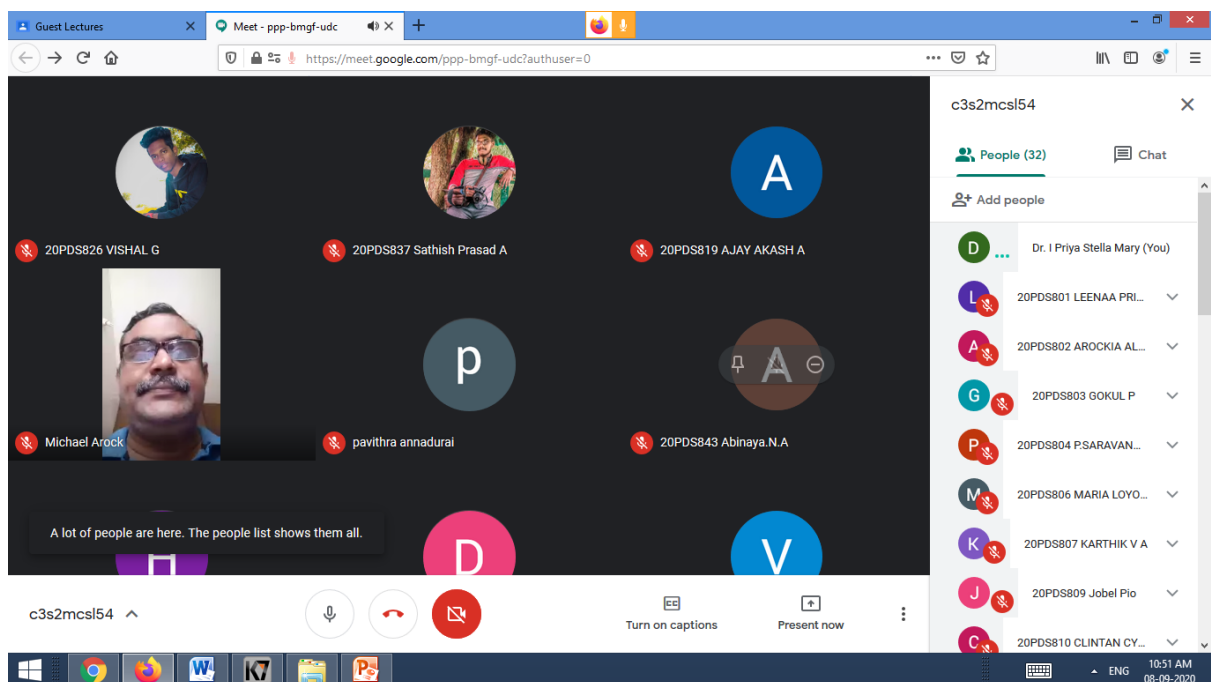 Guest Lectures
Meet - ppp-bmgf-udc
https://meet.google.com/ppp-bmgf-udc?authuser=0
20PDS826 VISHAL G
20PDS837 Sathish Prasad A
A
20PDS819 AJAY AKASH A
Michael Arock
p
pavithra annadurai
A
20PDS843 Abinaya.N.A
A lot of people are here. The people list shows them all.
H
D
V
c3s2mcsl54
Turn on captions
Present now
c3s2mcsl54
People (32)
Chat
Add people
D
Dr. I Priya Stella Mary (You)
L
20PDS801 LEENAA PRI...
A
20PDS802 AROCKIA AL...
G
20PDS803 GOKUL P
P
20PDS804 P.SARAVAN...
M
20PDS806 MARIA LOYO...
K
20PDS807 KARTHIK V A
J
20PDS809 Jobel Pio
C
20PDS810 CLINTAN CY...
W
K7
P
ENG
10:51 AM
08-09-2020